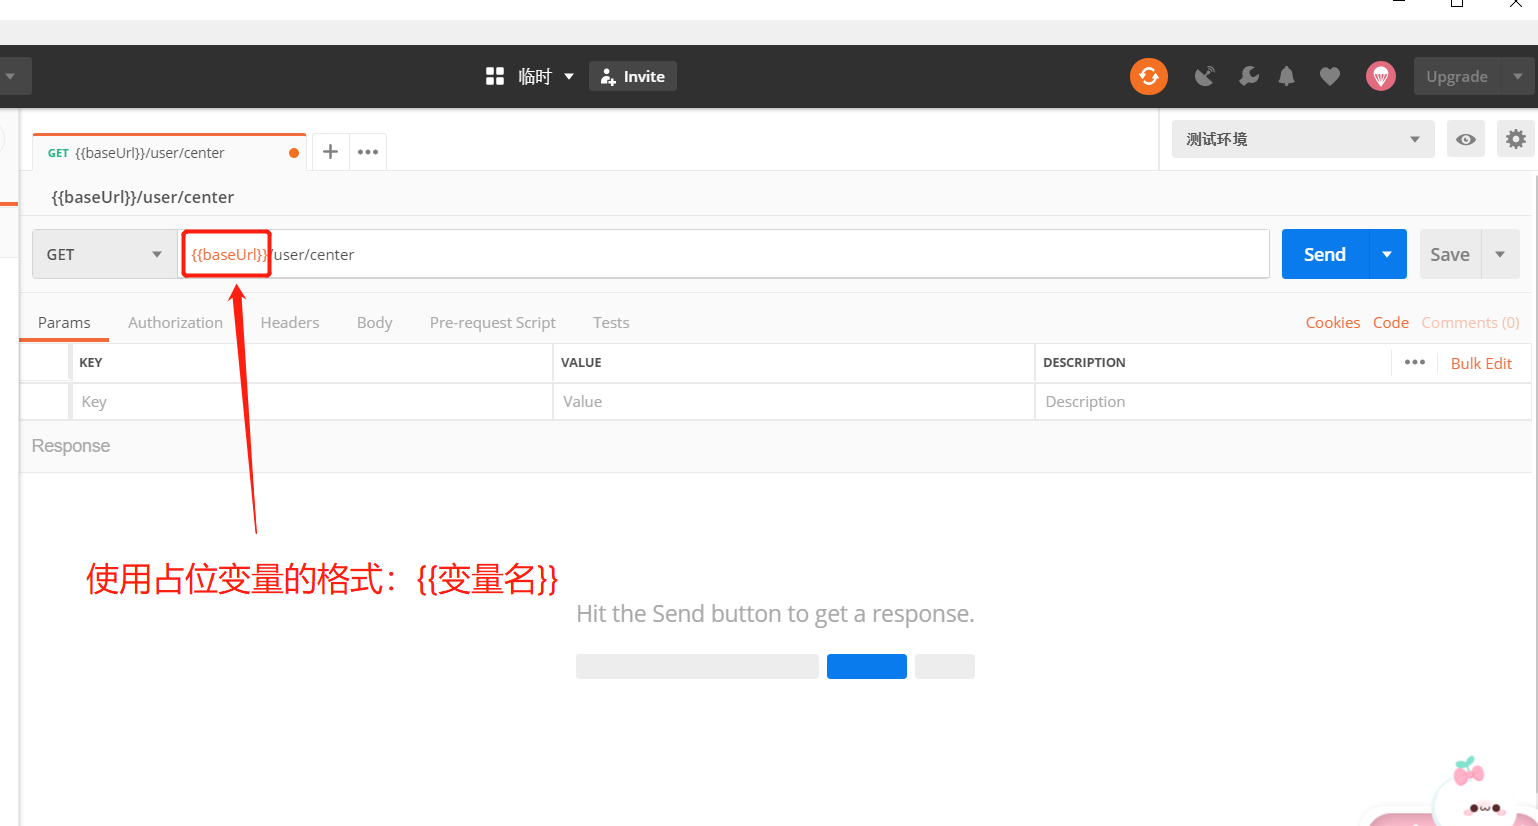 临时
Invite
Upgrade
GET {{baseUrl}}/user/center
测试环境
{{baseUrl}}/user/center
GET
{{baseUrl}}/user/center
Send
Save
Params
Authorization
Headers
Body
Pre-request Script
Tests
Cookies
Code
Comments (0)
KEY
VALUE
DESCRIPTION
Bulk Edit
Key
Value
Description
Response
使用占位变量的格式：{{变量名}}
Hit the Send button to get a response.